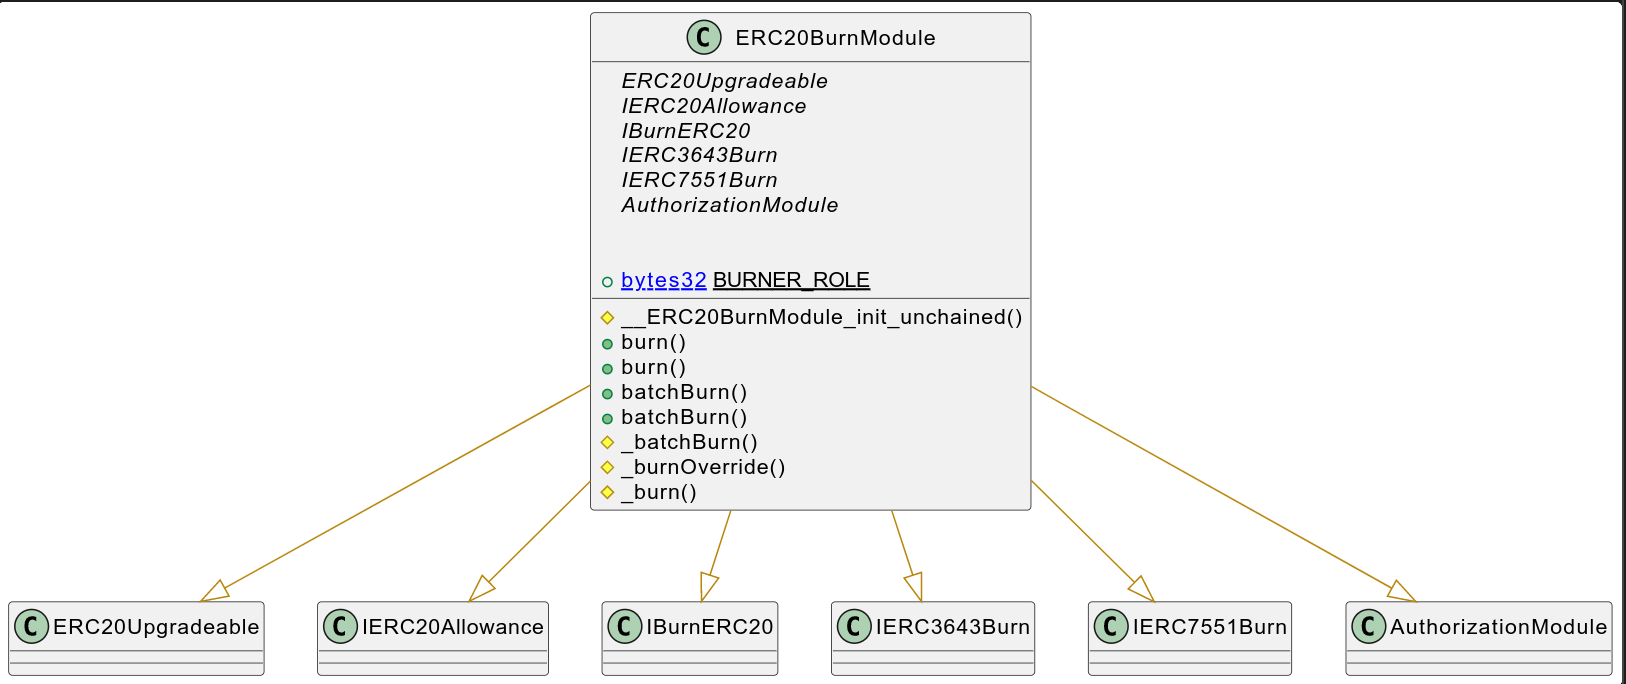 C ERC20BurnModule
ERC20Upgradeable
IERC20Allowance
IBurnERC20
IERC3643Burn
IERC7551Burn
AuthorizationModule
bytes32 BURNER_ROLE
__ERC20BurnModule_init_unchained()
burn()
burn()
batchBurn()
batchBurn()
_batchBurn()
_burnOverride()
_burn()
C ERC20Upgradeable
C IERC20Allowance
C IBurnERC20
C IERC3643Burn
C IERC7551Burn
C AuthorizationModule